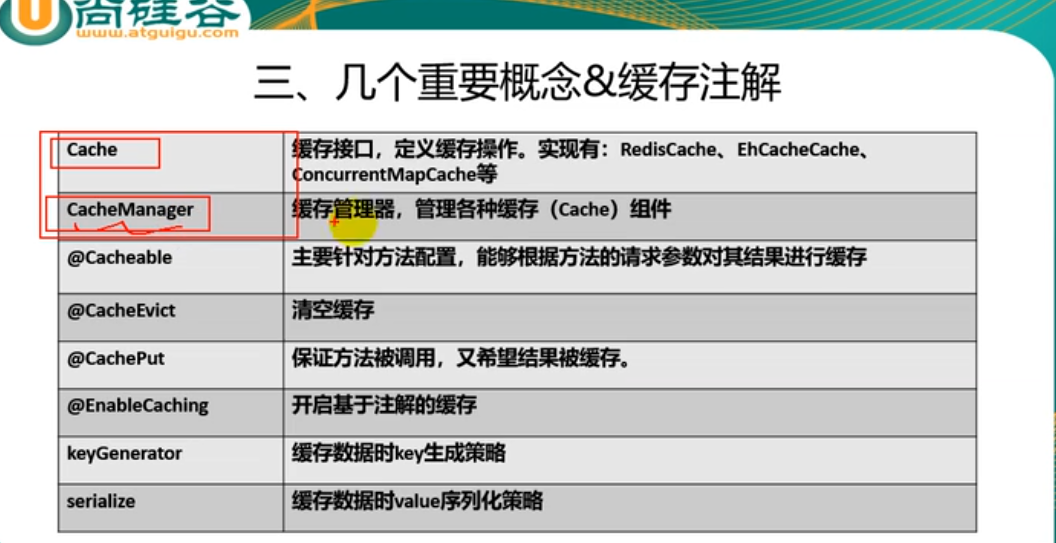 尚硅谷
www.atguigu.com
三、几个重要概念&缓存注解
Cache
缓存接口，定义缓存操作。实现有：RedisCache、EhCacheCache、
ConcurrentMapCache等
CacheManager
缓存管理器，管理各种缓存（Cache）组件
@Cacheable
主要针对方法配置，能够根据方法的请求参数对其结果进行缓存
@CacheEvict
清空缓存
@CachePut
保证方法被调用，又希望结果被缓存。
@EnableCaching
开启基于注解的缓存
keyGenerator
缓存数据时key生成策略
serialize
缓存数据时value序列化策略